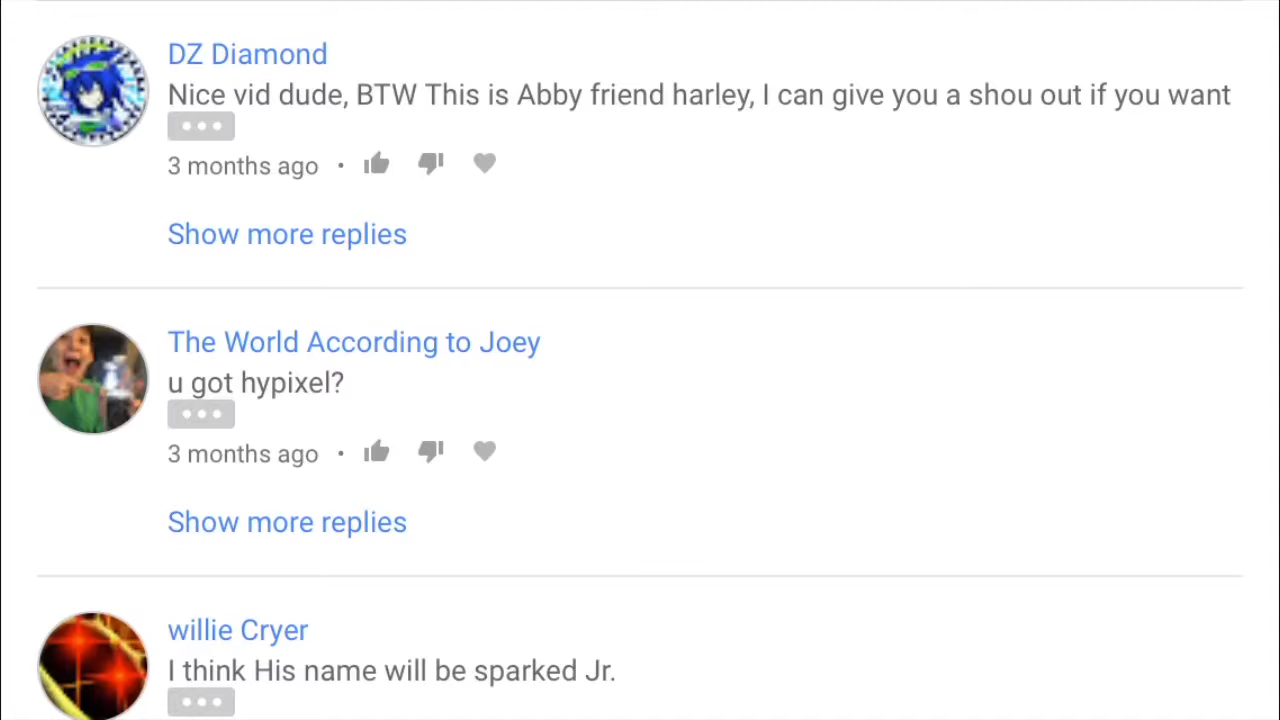 DZ Diamond
Nice vid dude, BTW This is Abby friend harley, I can give you a shou out if you want
3 months ago •
Show more replies
The World According to Joey
u got hypixel?
3 months ago •
Show more replies
willie Cryer
I think His name will be sparked Jr.